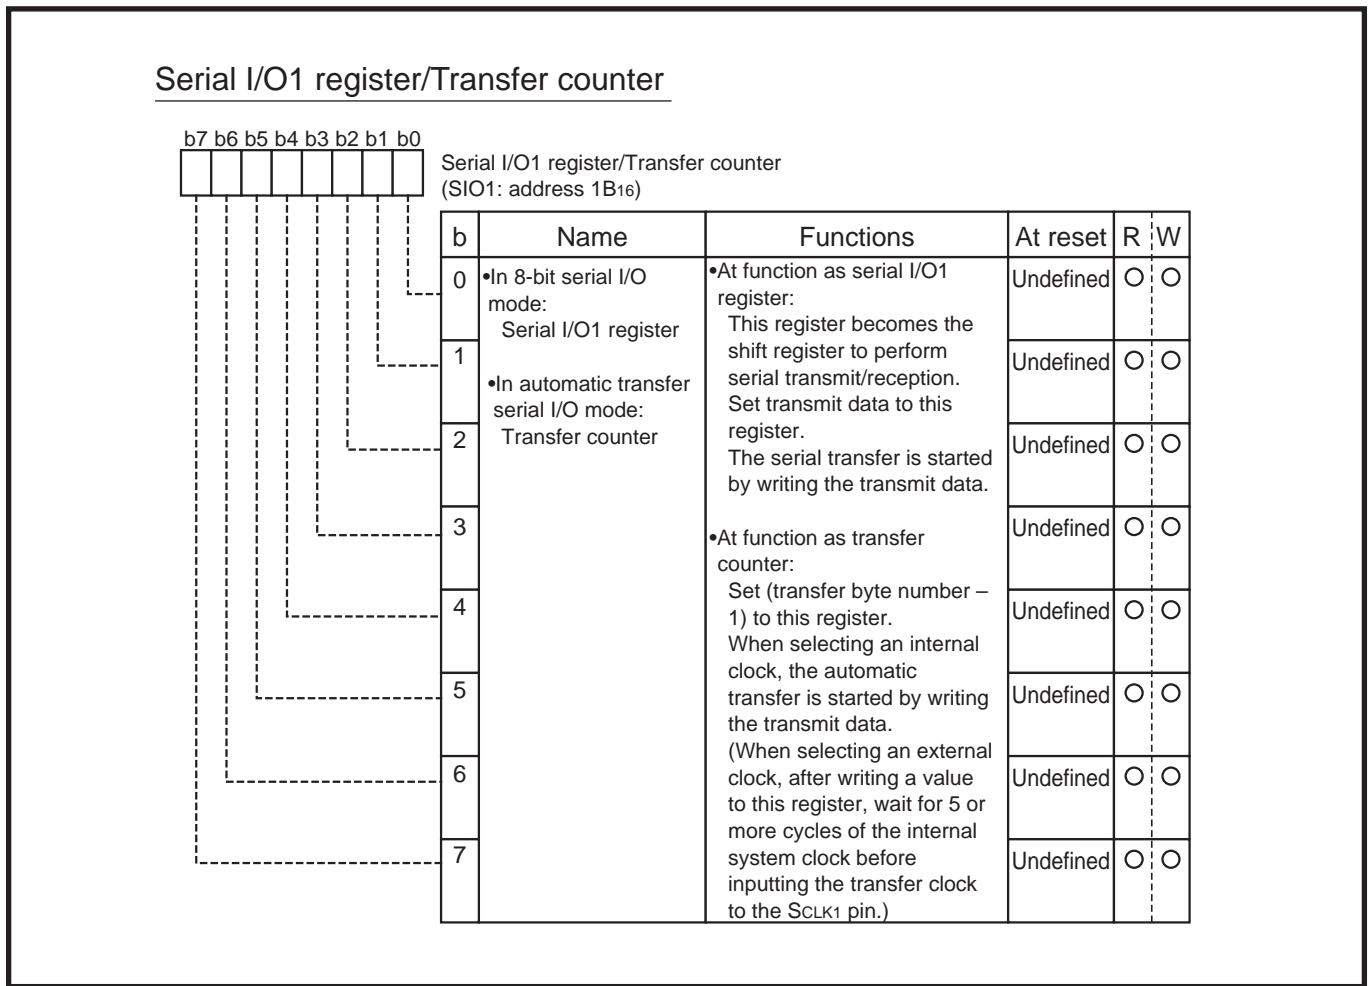 Serial I/O1 register/Transfer counter
b7 b6 b5 b4 b3 b2 b1 b0
Serial I/O1 register/Transfer counter
(SIO1: address 1B16)
b Name Functions At reset R W
0 •In 8-bit serial I/O mode: Serial I/O1 register
•In automatic transfer serial I/O mode: Transfer counter
•At function as serial I/O1
register:
This register becomes the
shift register to perform
serial transmit/reception.
Set transmit data to this
register.
The serial transfer is started
by writing the transmit data.
•At function as transfer
counter:
Set (transfer byte number –
1) to this register.
When selecting an internal
clock, the automatic
transfer is started by writing
the transmit data.
(When selecting an external
clock, after writing a value
to this register, wait for 5 or
more cycles of the internal
system clock before
inputting the transfer clock
to the SCLK1 pin.)
Undefined ○ ○
1 Undefined ○ ○
2 Undefined ○ ○
3 Undefined ○ ○
4 Undefined ○ ○
5 Undefined ○ ○
6 Undefined ○ ○
7 Undefined ○ ○